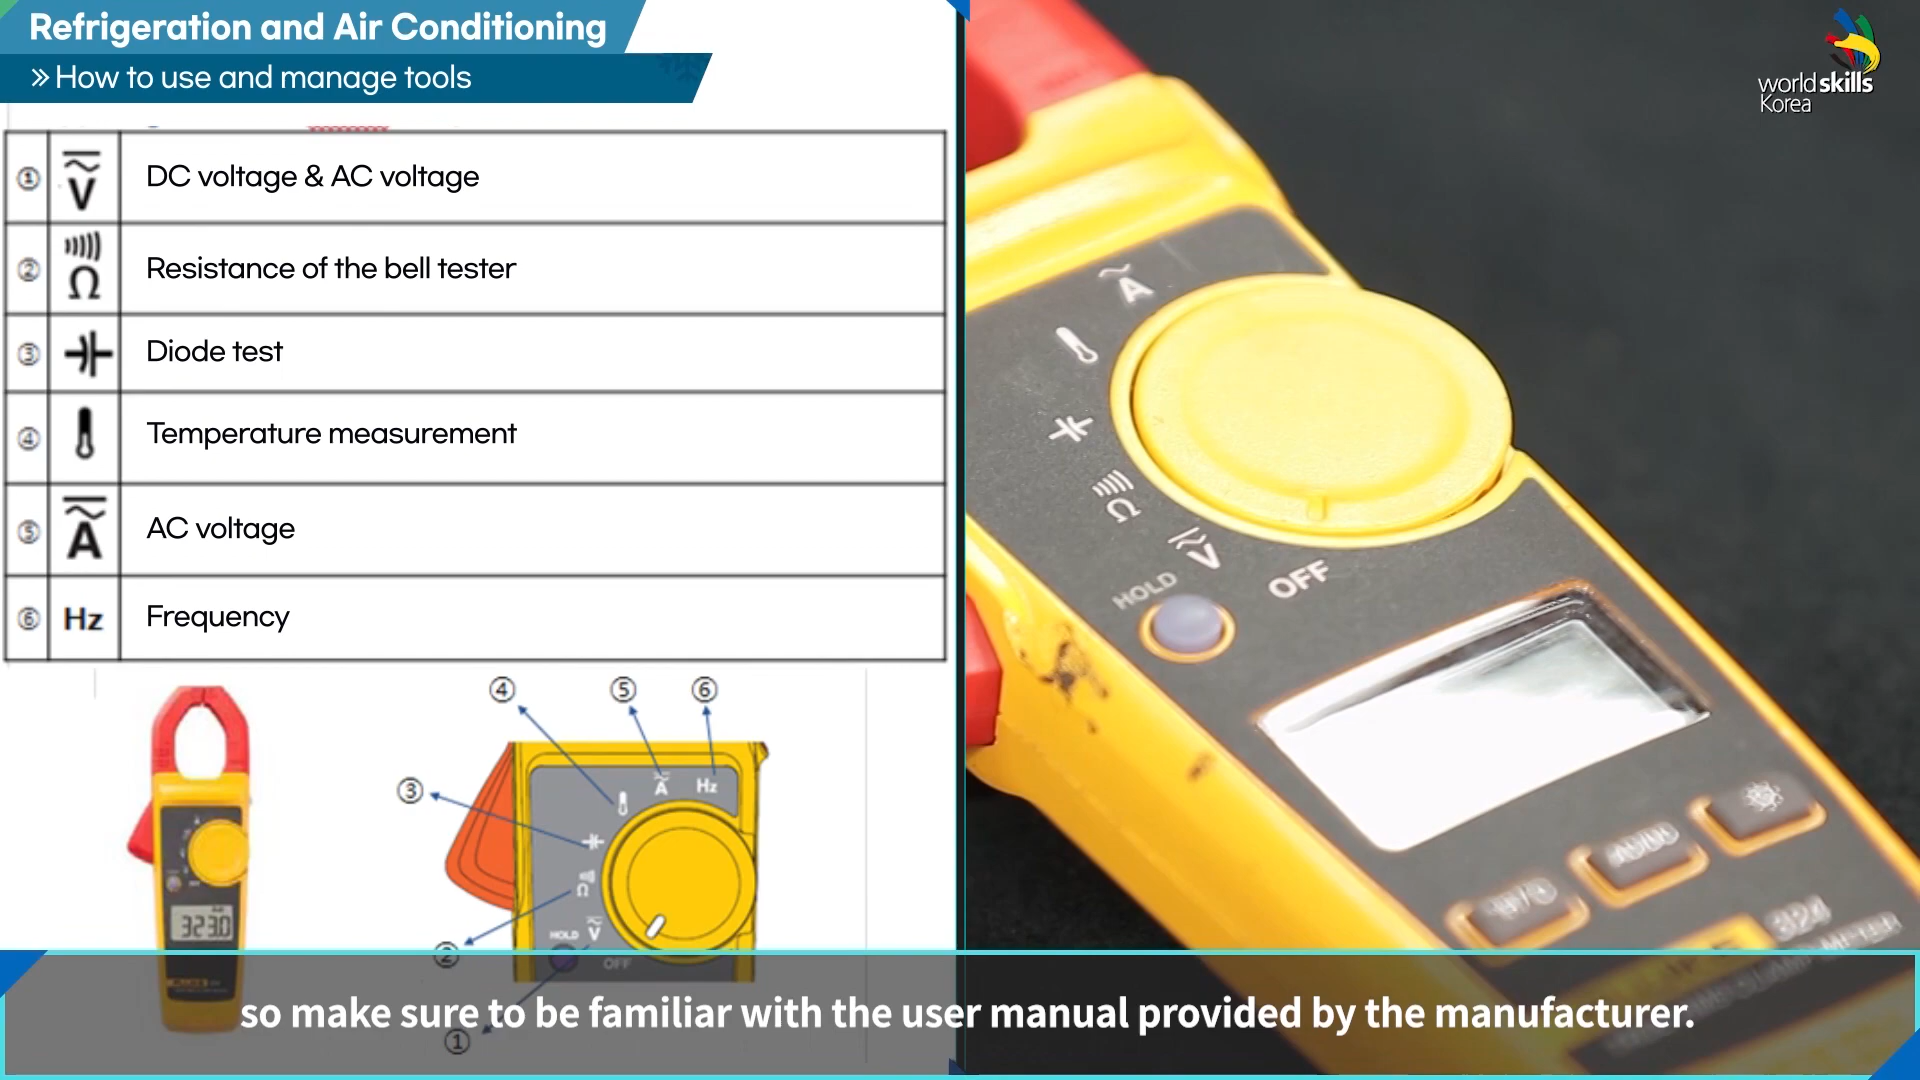 Refrigeration and Air Conditioning
» How to use and manage tools
world skills
Korea
① V DC voltage & AC voltage
② Ω Resistance of the bell tester
③ Diode test
④ Temperature measurement
⑤ A AC voltage
⑥ Hz Frequency
④ ⑤ ⑥
A Hz
③
Ω
② HOLD V
OFF
①
323.0
A
Ω
V
HOLD OFF
324
so make sure to be familiar with the user manual provided by the manufacturer.